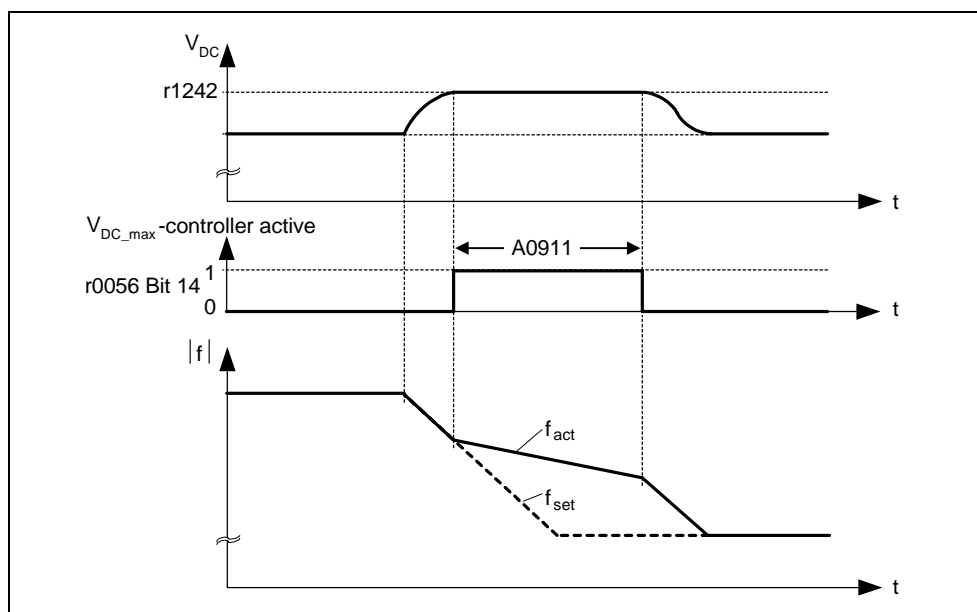 V_DC
r1242
t
V_DC_max -controller active
A0911
1
r0056 Bit 14
0
t
|f|
f_act
f_set
t